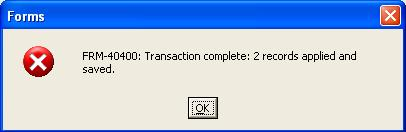 Forms
FRM-40400: Transaction complete: 2 records applied and
saved.
OK